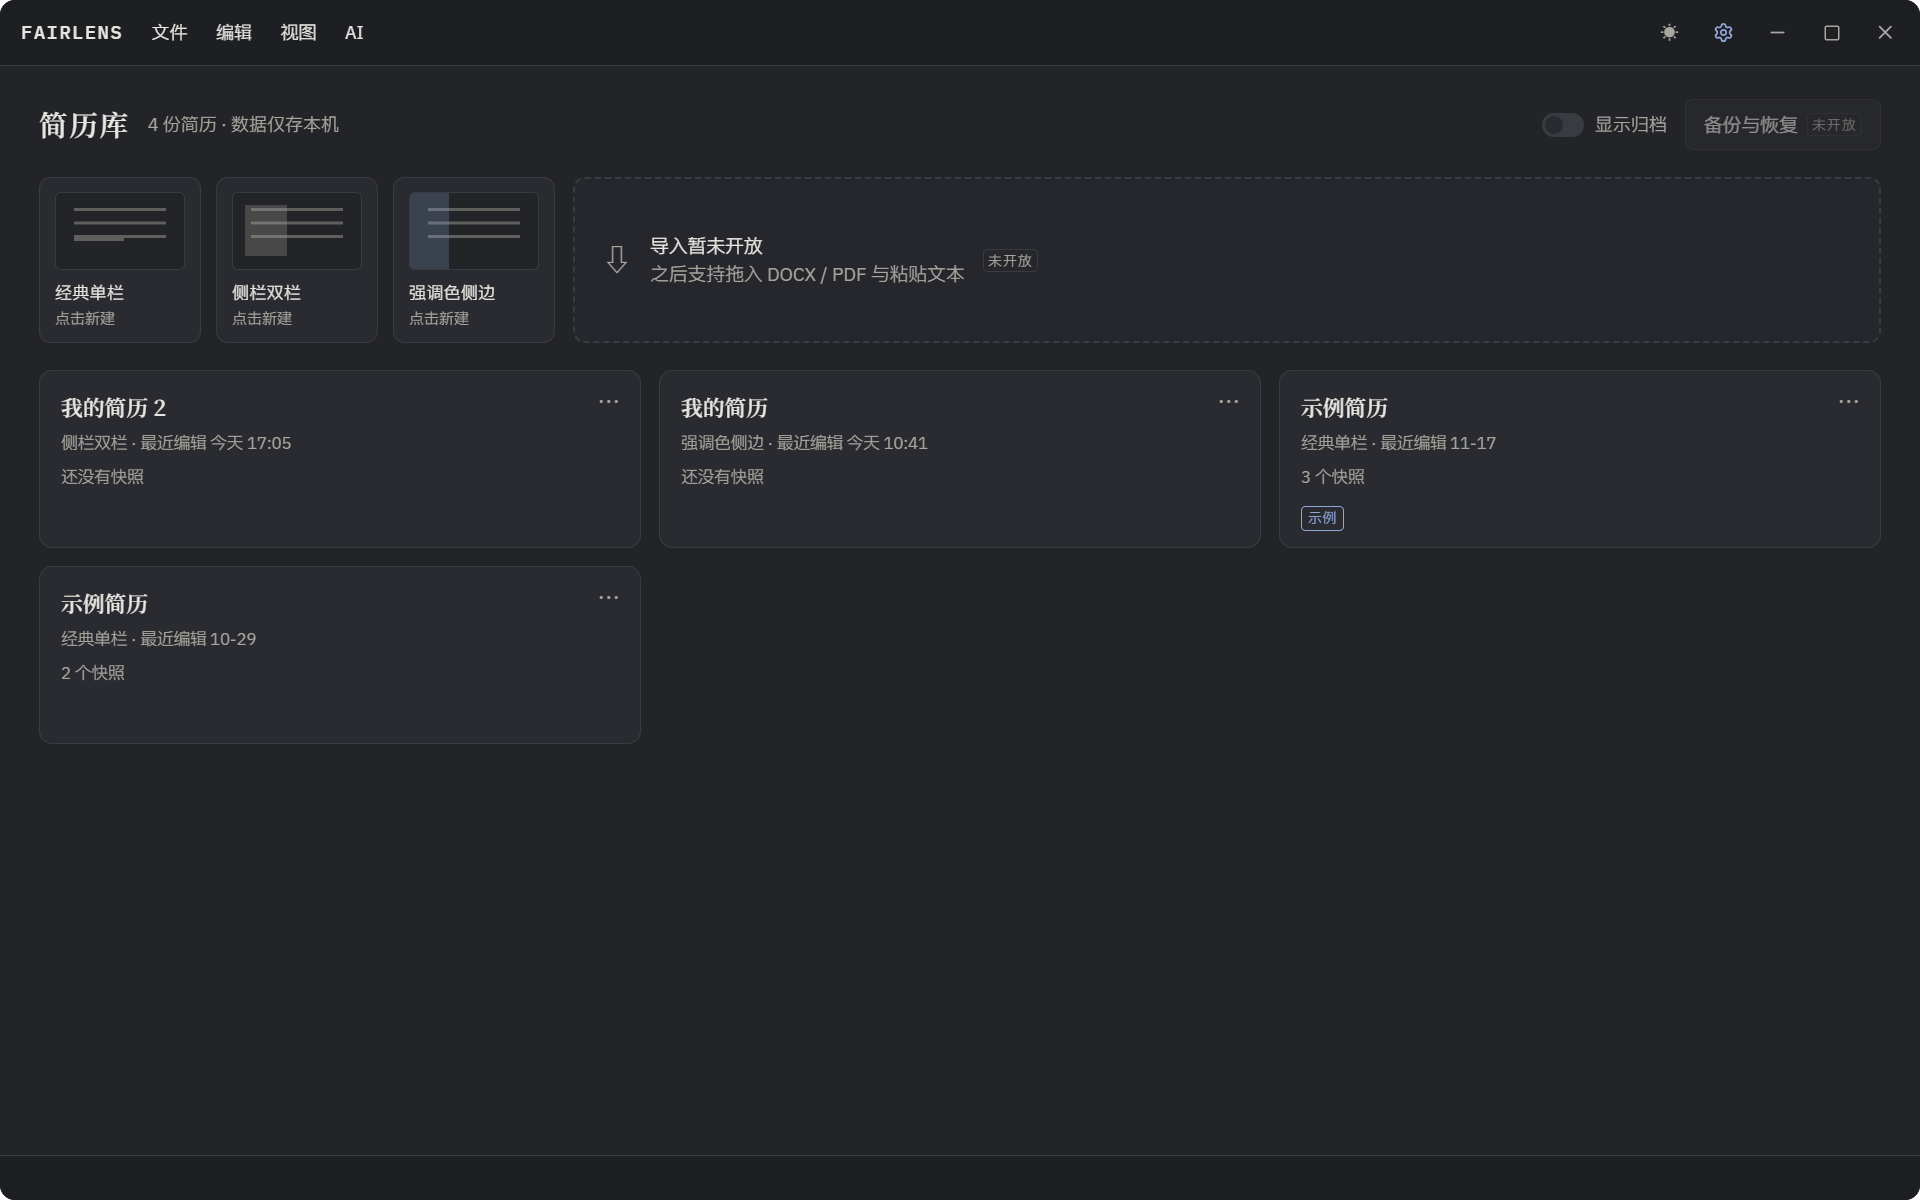 FAIRLENS 文件 编辑 视图 AI
简历库 4 份简历 · 数据仅存本机
显示归档
备份与恢复 未开放
经典单栏
点击新建
侧栏双栏
点击新建
强调色侧边
点击新建
导入暂未开放
之后支持拖入 DOCX / PDF 与粘贴文本
未开放
我的简历 2
侧栏双栏 · 最近编辑 今天 17:05
还没有快照
我的简历
强调色侧边 · 最近编辑 今天 10:41
还没有快照
示例简历
经典单栏 · 最近编辑 11-17
3 个快照
示例
示例简历
经典单栏 · 最近编辑 10-29
2 个快照